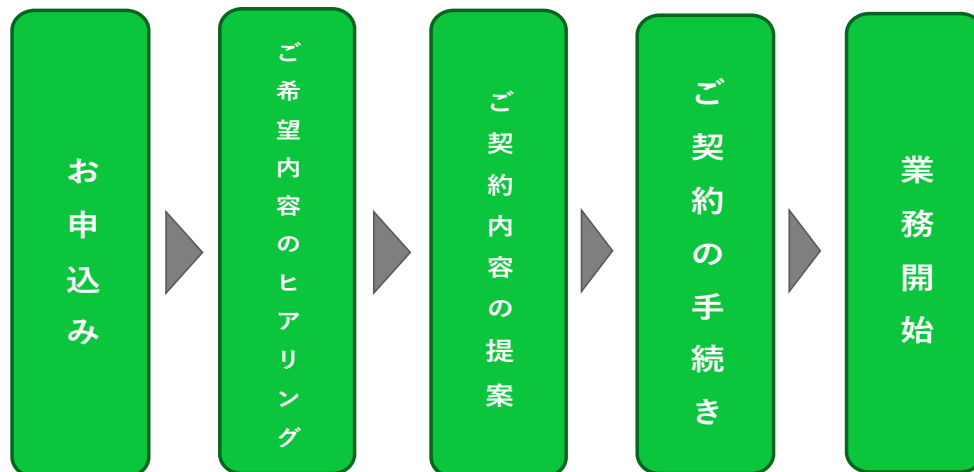 お申込み
ご希望内容のヒアリング
ご契約内容の提案
ご契約の手続き
業務開始